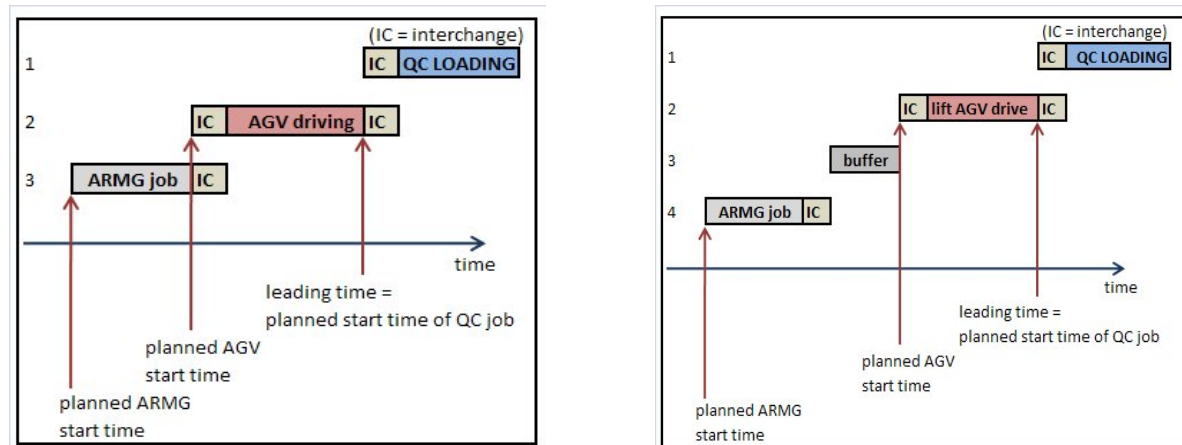 (IC = interchange)
1 IC QC LOADING
2 IC AGV driving IC
3 ARMG job IC
time
leading time =
planned start time of QC job
planned AGV
start time
planned ARMG
start time
(IC = interchange)
1 IC QC LOADING
2 IC lift AGV drive IC
3 buffer
4 ARMG job IC
time
leading time =
planned start time of QC job
planned AGV
start time
planned ARMG
start time